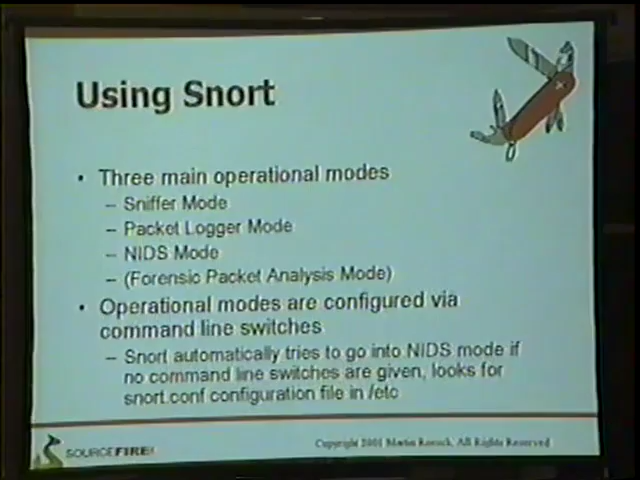 Using Snort
• Three main operational modes
– Sniffer Mode
– Packet Logger Mode
– NIDS Mode
– (Forensic Packet Analysis Mode)
• Operational modes are configured via
command line switches
– Snort automatically tries to go into NIDS mode if
no command line switches are given, looks for
snort.conf configuration file in /etc
SOURCEFIRE
Copyright 2001 Martin Roesch, All Rights Reserved